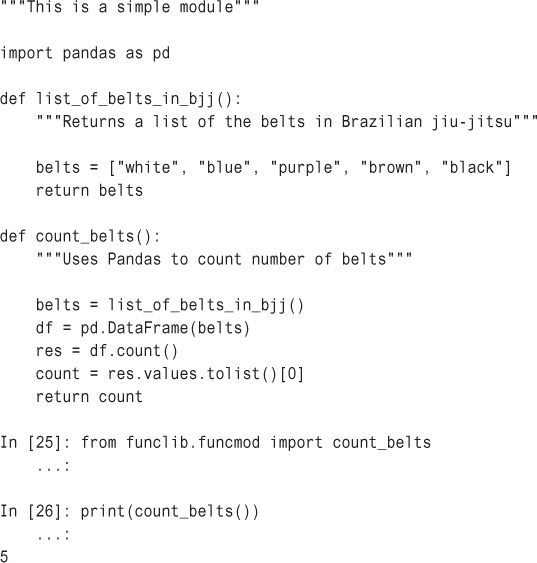 """This is a simple module"""
import pandas as pd
def list_of_belts_in_bjj():
    """Returns a list of the belts in Brazilian jiu-jitsu"""
    belts = ["white", "blue", "purple", "brown", "black"]
    return belts
def count_belts():
    """Uses Pandas to count number of belts"""
    belts = list_of_belts_in_bjj()
    df = pd.DataFrame(belts)
    res = df.count()
    count = res.values.tolist()[0]
    return count
In [25]: from funclib.funcmod import count_belts
    ...:
In [26]: print(count_belts())
    ...:
5